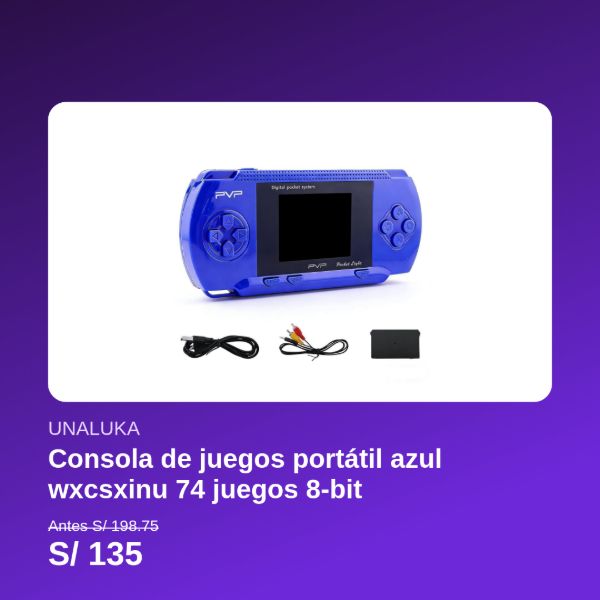 Digital pocket system
PVP
PVP
Pocket Light
UNALUKA
Consola de juegos portátil azul
wxcsxinu 74 juegos 8-bit
Antes S/ 198.75
S/ 135